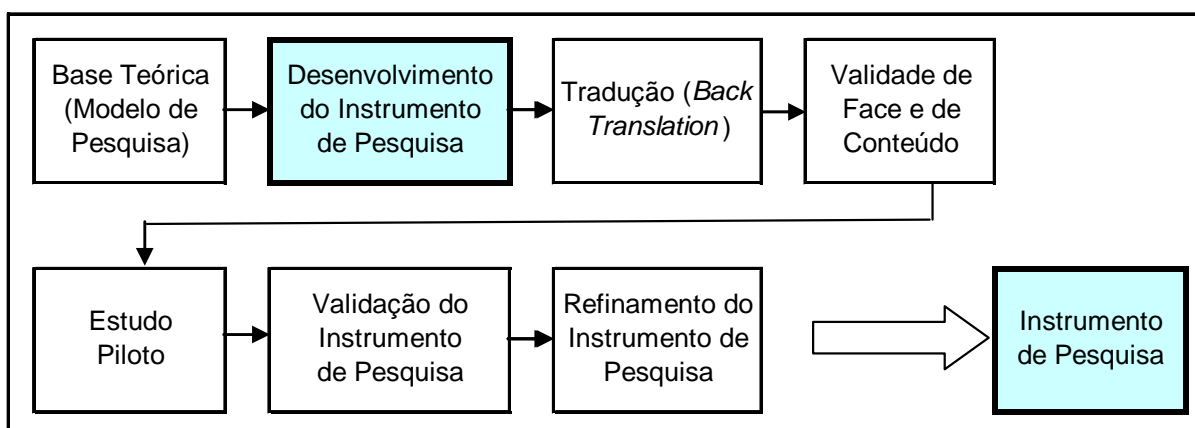 Base Teórica
(Modelo de
Pesquisa)
Desenvolvimento
do Instrumento
de Pesquisa
Tradução (Back
Translation)
Validade de
Face e de
Conteúdo
Estudo
Piloto
Validação do
Instrumento
de Pesquisa
Refinamento do
Instrumento de
Pesquisa
Instrumento
de Pesquisa